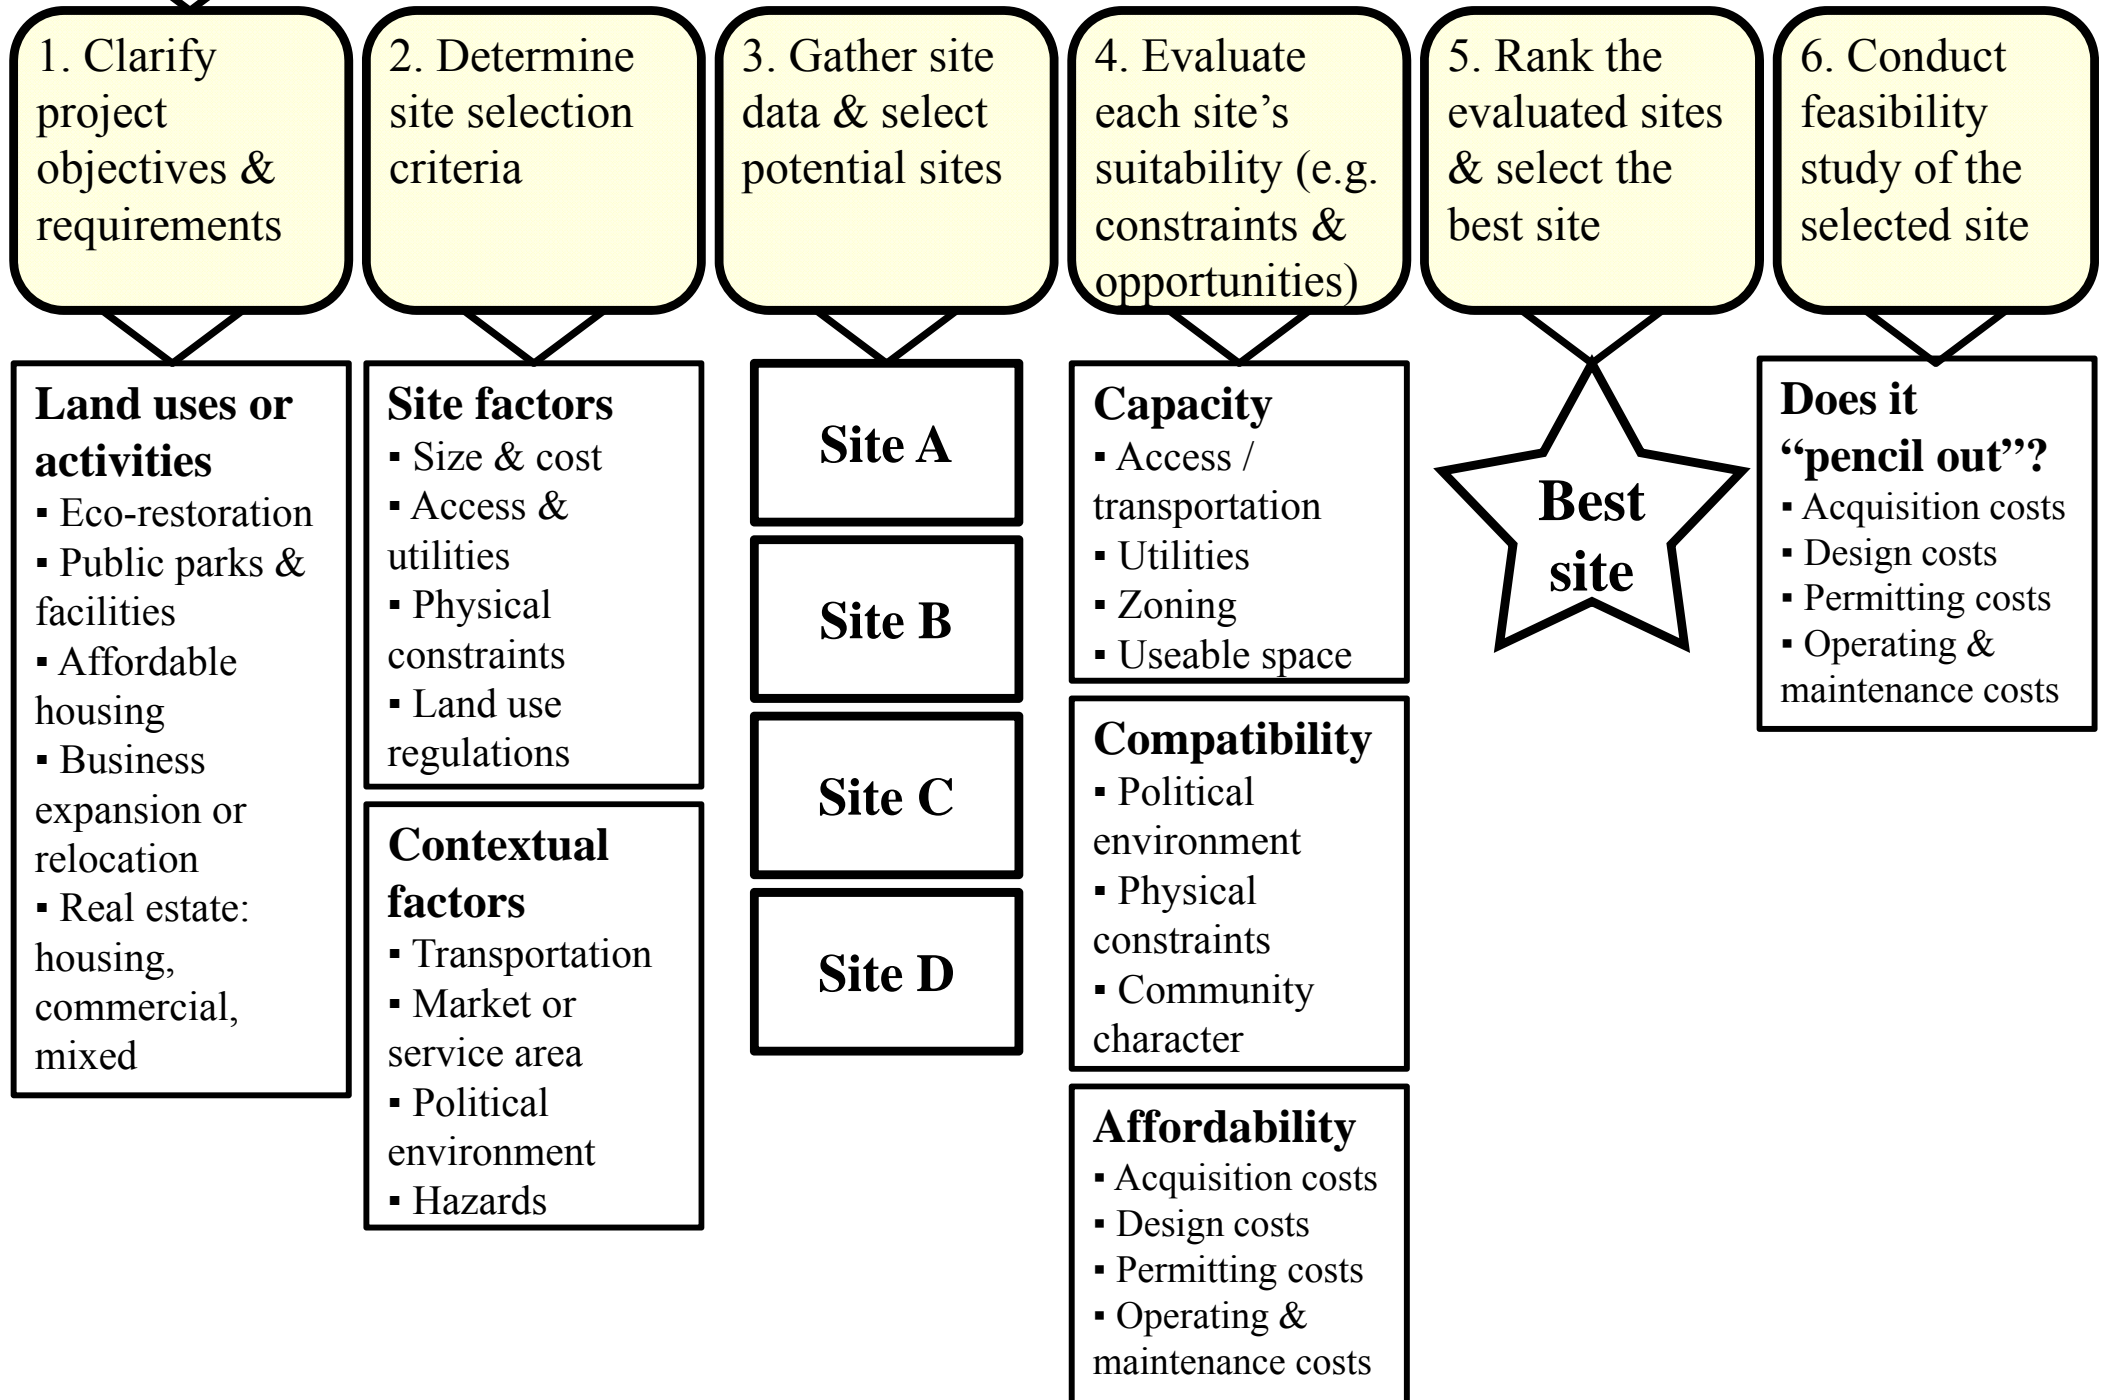 1. Clarify
project
objectives &
requirements
2. Determine
site selection
criteria
3. Gather site
data & select
potential sites
4. Evaluate
each site’s
suitability (e.g.
constraints &
opportunities)
5. Rank the
evaluated sites
& select the
best site
6. Conduct
feasibility
study of the
selected site
Land uses or
activities
▪ Eco-restoration
▪ Public parks &
facilities
▪ Affordable
housing
▪ Business
expansion or
relocation
▪ Real estate:
housing,
commercial,
mixed
Site factors
▪ Size & cost
▪ Access &
utilities
▪ Physical
constraints
▪ Land use
regulations
Contextual
factors
▪ Transportation
▪ Market or
service area
▪ Political
environment
▪ Hazards
Site A
Site B
Site C
Site D
Capacity
▪ Access /
transportation
▪ Utilities
▪ Zoning
▪ Useable space
Compatibility
▪ Political
environment
▪ Physical
constraints
▪ Community
character
Affordability
▪ Acquisition costs
▪ Design costs
▪ Permitting costs
▪ Operating &
maintenance costs
Best
site
Does it
“pencil out”?
▪ Acquisition costs
▪ Design costs
▪ Permitting costs
▪ Operating &
maintenance costs